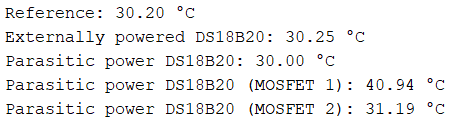 Reference: 30.20 °C
Externally powered DS18B20: 30.25 °C
Parasitic power DS18B20: 30.00 °C
Parasitic power DS18B20 (MOSFET 1): 40.94 °C
Parasitic power DS18B20 (MOSFET 2): 31.19 °C